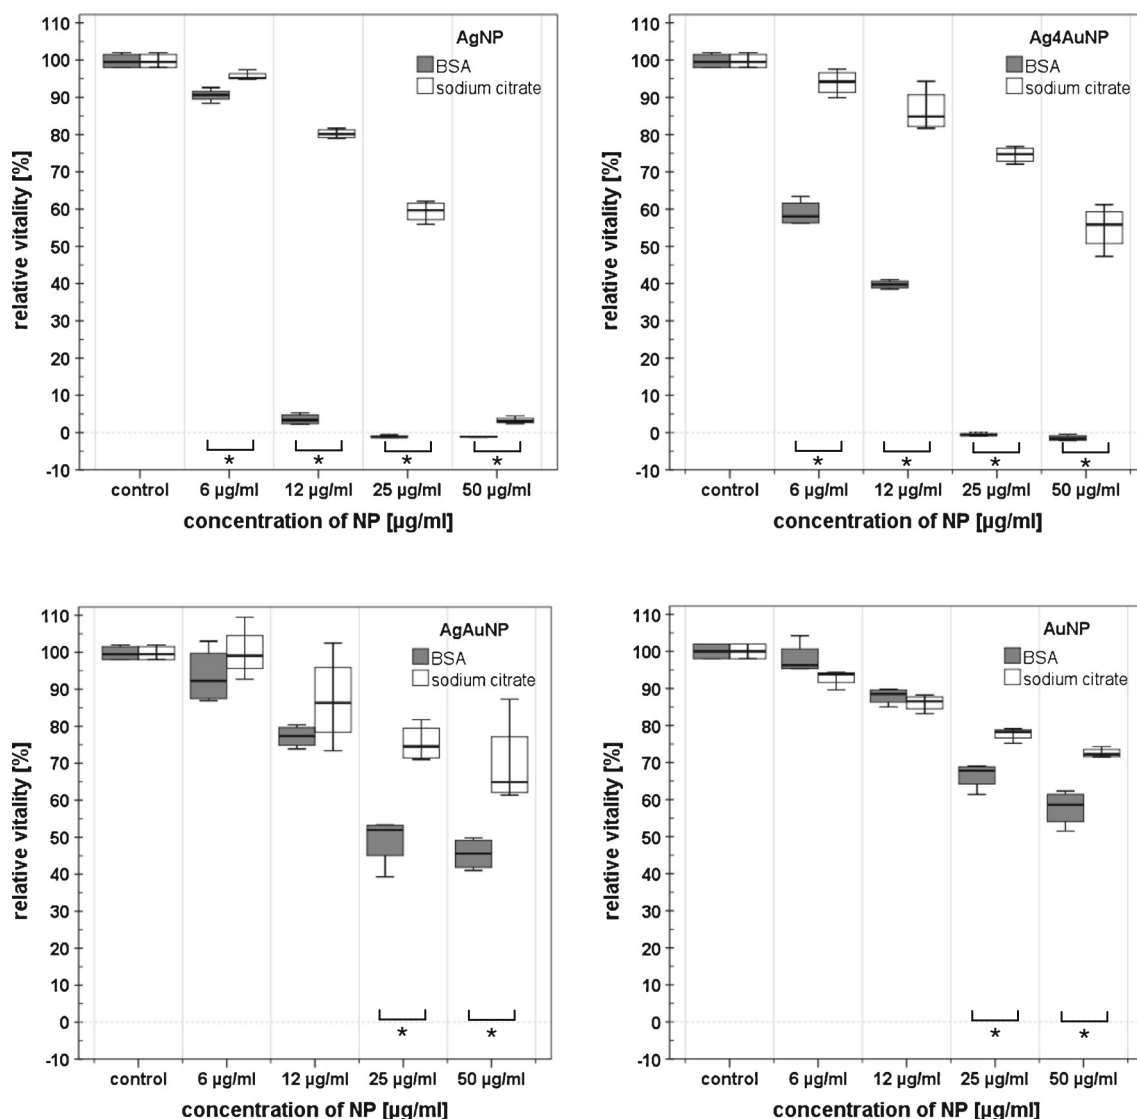 AgNP
BSA
sodium citrate
relative vitality [%]
110
100
90
80
70
60
50
40
30
20
10
0
-10
* * * *
control 6 µg/ml 12 µg/ml 25 µg/ml 50 µg/ml
concentration of NP [µg/ml]
Ag4AuNP
BSA
sodium citrate
relative vitality [%]
110
100
90
80
70
60
50
40
30
20
10
0
-10
* * * *
control 6 µg/ml 12 µg/ml 25 µg/ml 50 µg/ml
concentration of NP [µg/ml]
AgAuNP
BSA
sodium citrate
relative vitality [%]
110
100
90
80
70
60
50
40
30
20
10
0
-10
* *
control 6 µg/ml 12 µg/ml 25 µg/ml 50 µg/ml
concentration of NP [µg/ml]
AuNP
BSA
sodium citrate
relative vitality [%]
110
100
90
80
70
60
50
40
30
20
10
0
-10
* *
control 6 µg/ml 12 µg/ml 25 µg/ml 50 µg/ml
concentration of NP [µg/ml]